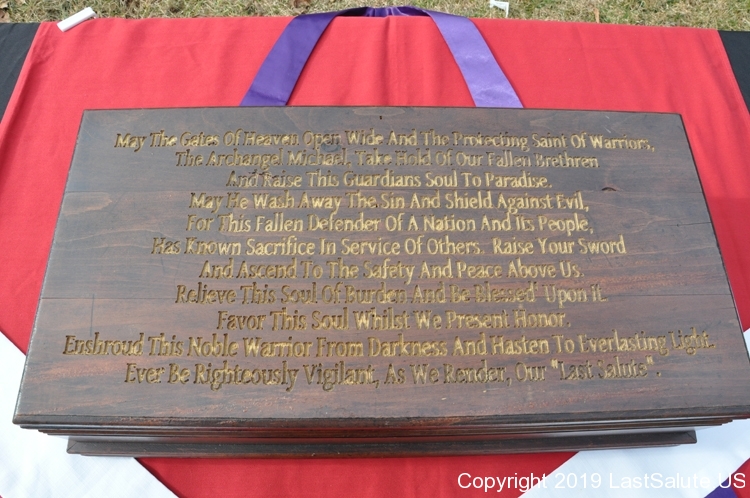 May The Gates Of Heaven Open Wide And The Protecting Saint Of Warriors,
The Archangel Michael, Take Hold Of Our Fallen Brethren
And Raise This Guardians Soul To Paradise.
May He Wash Away The Sin And Shield Against Evil,
For This Fallen Defender Of A Nation And Its People,
Has Known Sacrifice In Service Of Others. Raise Your Sword
And Ascend To The Safety And Peace Above Us.
Relieve This Soul Of Burden And Be Blessed Upon It.
Favor This Soul Whilst We Present Honor.
Enshroud This Noble Warrior From Darkness And Hasten To Everlasting Light.
Ever Be Righteously Vigilant, As We Render, Our "Last Salute".
Copyright © 2019 LastSalute US